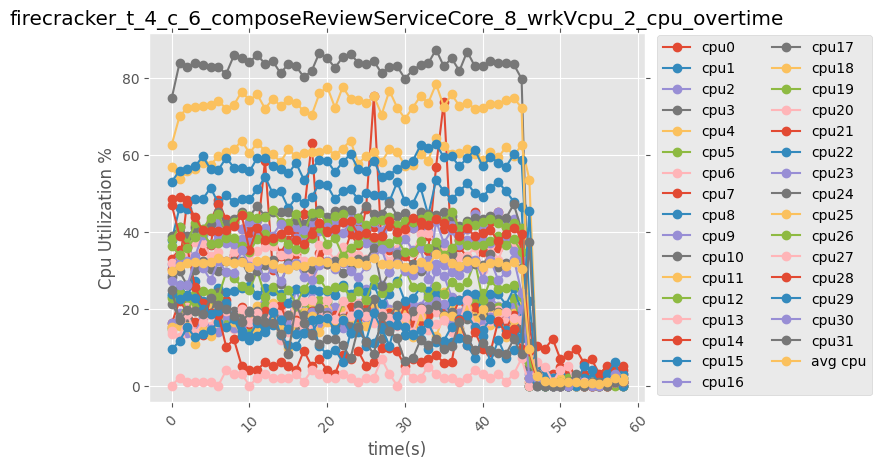 firecracker_t_4_c_6_composeReviewServiceCore_8_wrkVcpu_2_cpu_overtime
Cpu Utilization %
80
60
40
20
0
0
10
20
30
40
50
60
time(s)
cpu0
cpu1
cpu2
cpu3
cpu4
cpu5
cpu6
cpu7
cpu8
cpu9
cpu10
cpu11
cpu12
cpu13
cpu14
cpu15
cpu16
cpu17
cpu18
cpu19
cpu20
cpu21
cpu22
cpu23
cpu24
cpu25
cpu26
cpu27
cpu28
cpu29
cpu30
cpu31
avg cpu